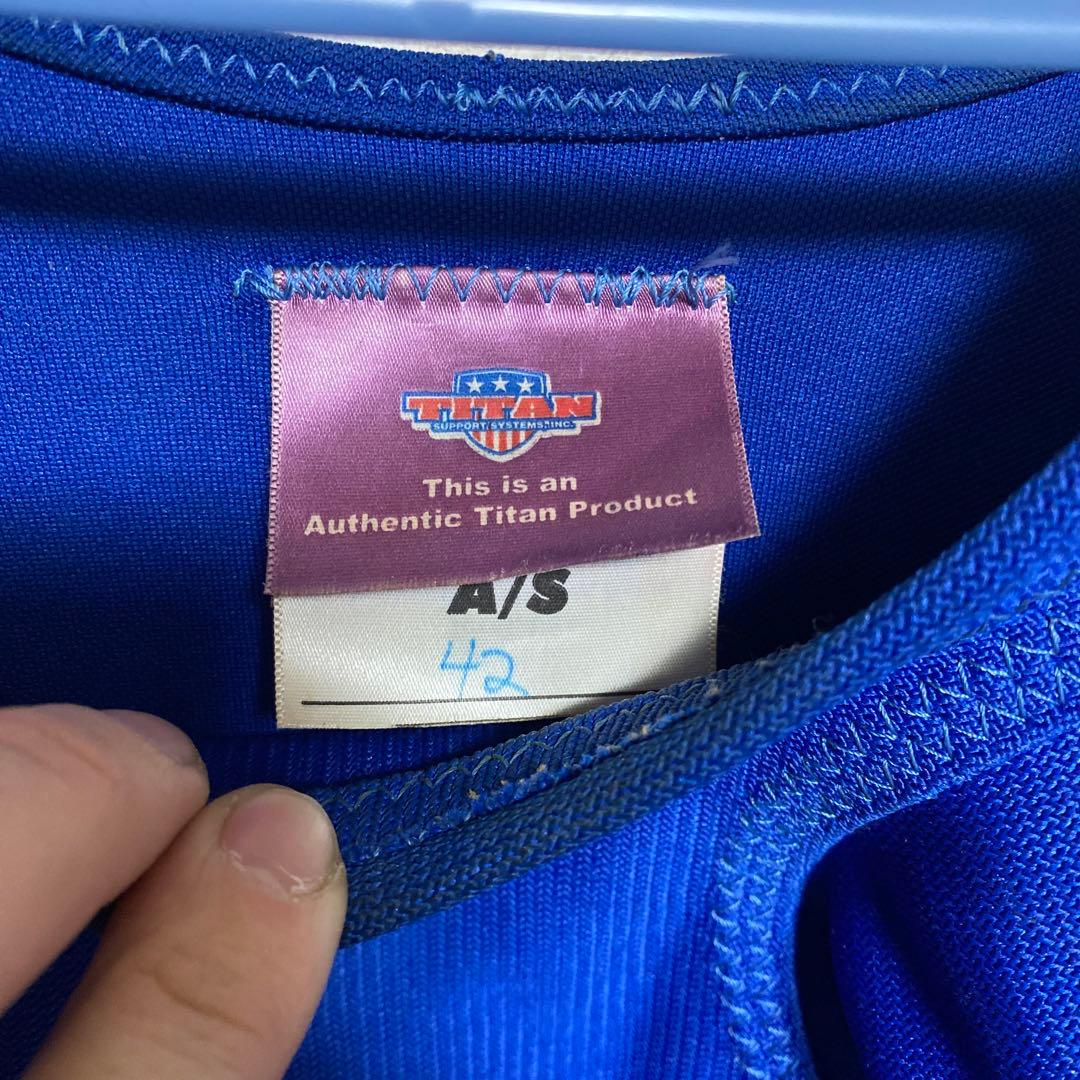 TITAN
SUPPORT SYSTEMS, INC.
This is an
Authentic Titan Product
A/S
42